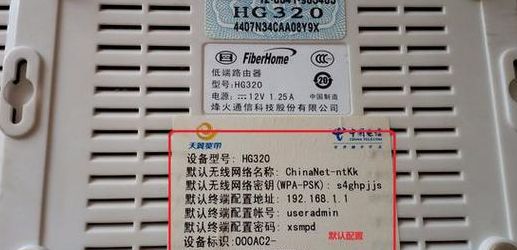 HG320
4407N34CAA08Y9X
FiberHome
低端路由器
型号:HG320
电源:⎓12V 1.25A
中国制造
烽火通信科技股份有限公司
20
天翼宽带
中国电信
设备型号: HG320
默认无线网络名称: ChinaNet-ntKk
默认无线网络密钥(WPA-PSK): s4ghpjjs
默认终端配置地址: 192.168.1.1
默认终端配置帐号: useradmin
默认终端配置密码: xsmpd
设备标识:000AC2-
默认配置